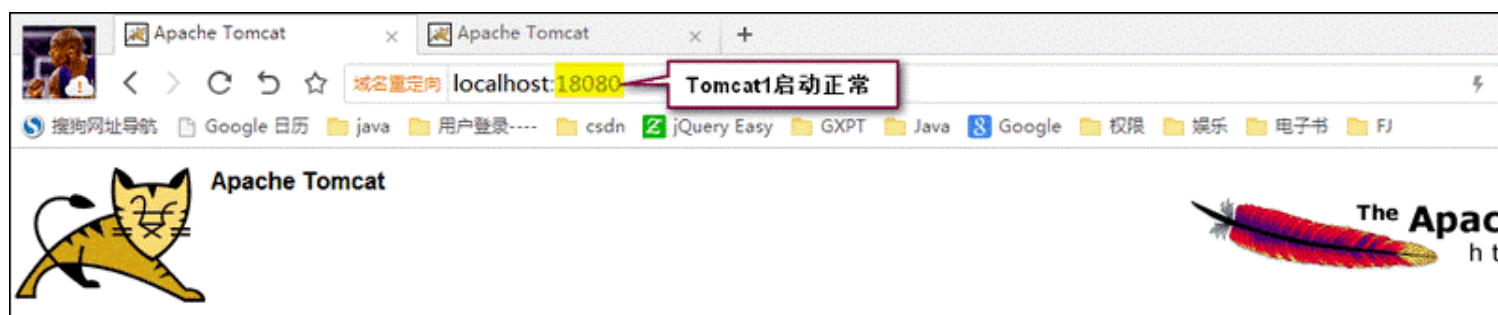 Apache Tomcat Apache Tomcat
域名重定向 localhost:18080 Tomcat1启动正常
搜狗网址导航 Google 日历 java 用户登录---- csdn jQuery Easy GXPT Java Google 权限 娱乐 电子书 FJ
Apache Tomcat
The Apac
ht